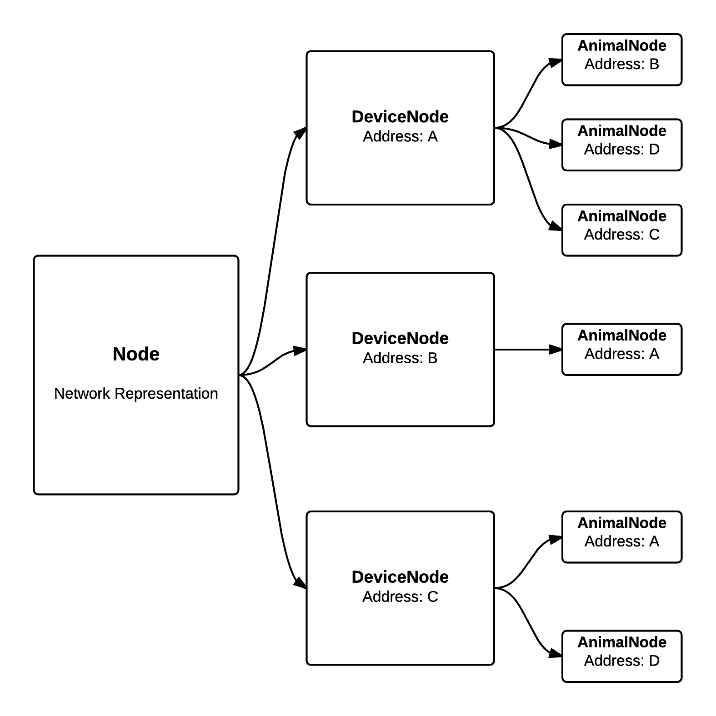 Node
Network Representation
DeviceNode
Address: A
AnimalNode
Address: B
AnimalNode
Address: D
AnimalNode
Address: C
DeviceNode
Address: B
AnimalNode
Address: A
DeviceNode
Address: C
AnimalNode
Address: A
AnimalNode
Address: D